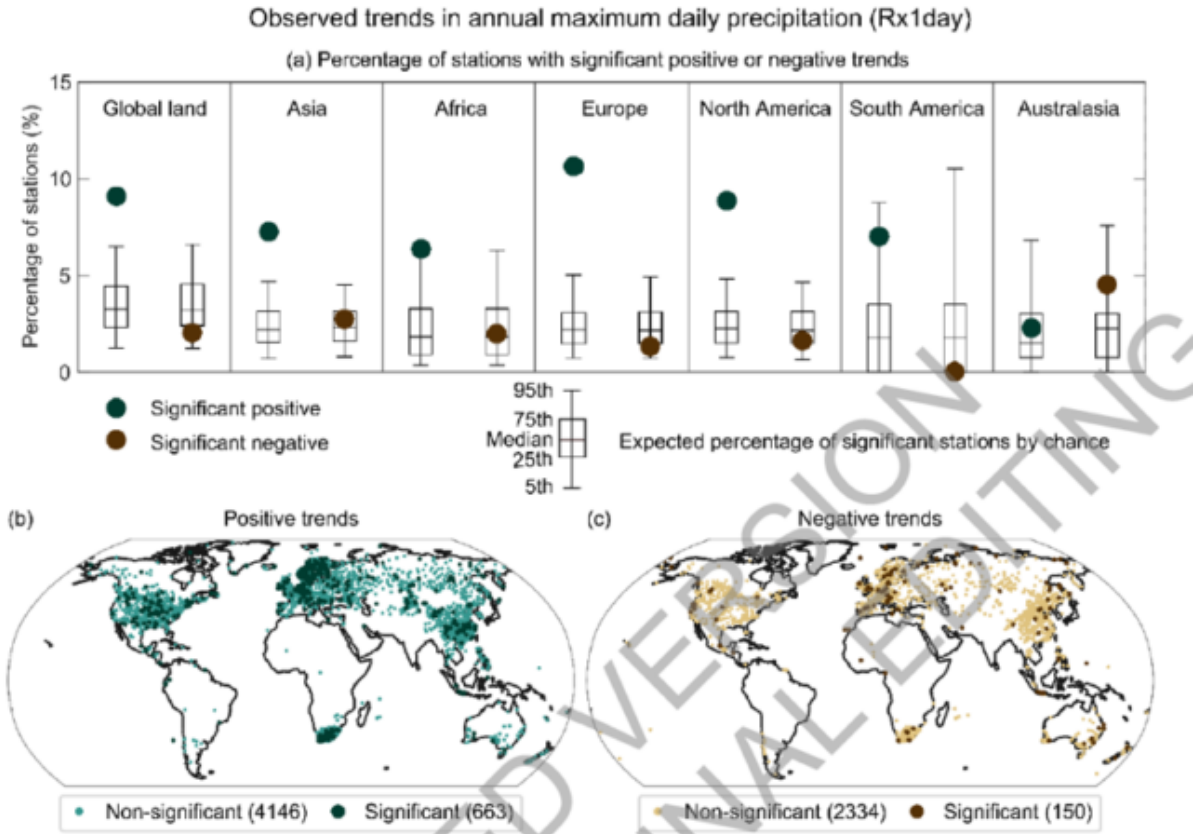 Observed trends in annual maximum daily precipitation (Rx1day)
(a) Percentage of stations with significant positive or negative trends
Percentage of stations (%)
15
10
5
0
Global land
Asia
Africa
Europe
North America
South America
Australasia
Significant positive
Significant negative
95th
75th
Median
25th
5th
Expected percentage of significant stations by chance
(b)
Positive trends
(c)
Negative trends
Non-significant (4146)
Significant (663)
Non-significant (2334)
Significant (150)
VERSION
EDITING